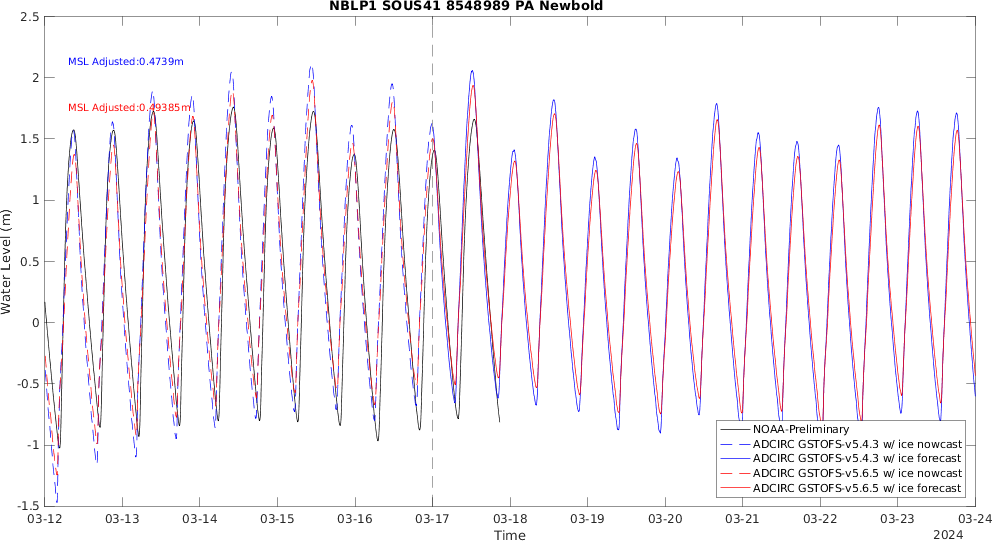 NBLP1 SOUS41 8548989 PA Newbold
2.5
2
1.5
1
0.5
0
-0.5
-1
-1.5
Water Level (m)
MSL Adjusted:0.4739m
MSL Adjusted:0.49385m
NOAA-Preliminary
ADCIRC GSTOFS-v5.4.3 w/ ice nowcast
ADCIRC GSTOFS-v5.4.3 w/ ice forecast
ADCIRC GSTOFS-v5.6.5 w/ ice nowcast
ADCIRC GSTOFS-v5.6.5 w/ ice forecast
03-12 03-13 03-14 03-15 03-16 03-17 03-18 03-19 03-20 03-21 03-22 03-23 03-24
Time
2024